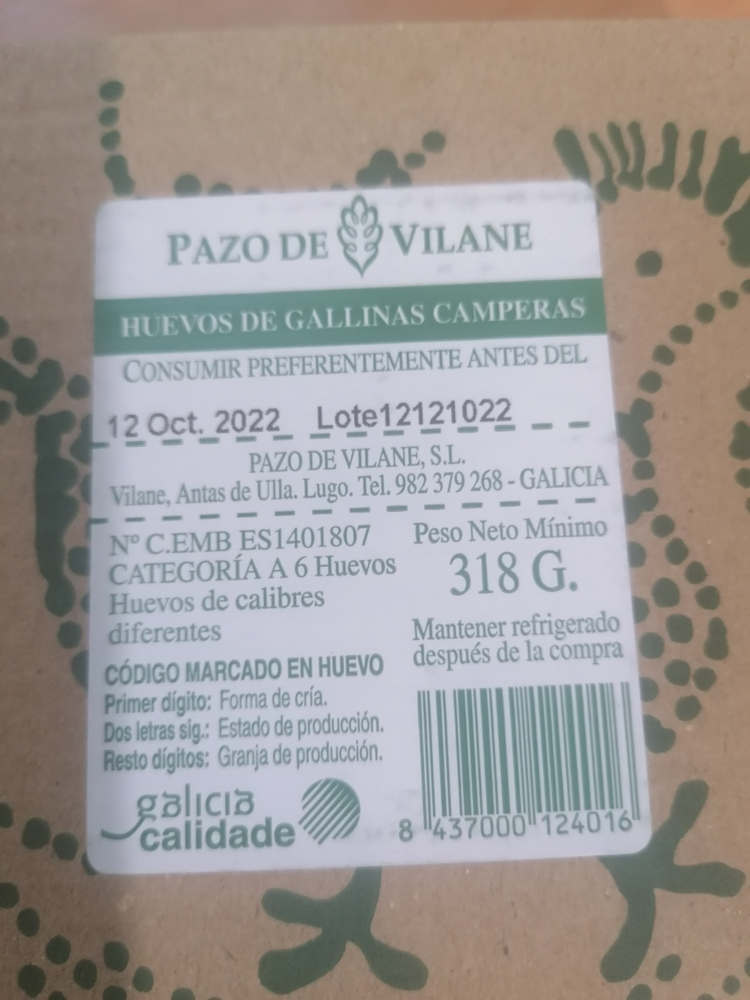 PAZO DE VILANE
HUEVOS DE GALLINAS CAMPERAS
CONSUMIR PREFERENTEMENTE ANTES DEL
12 Oct. 2022 Lote12121022
PAZO DE VILANE, S.L.
Vilane, Antas de Ulla. Lugo. Tel. 982 379 268 - GALICIA
Nº C.EMB ES1401807
CATEGORÍA A 6 Huevos
Huevos de calibres
diferentes
Peso Neto Mínimo
318 G.
Mantener refrigerado
después de la compra
CÓDIGO MARCADO EN HUEVO
Primer dígito: Forma de cría.
Dos letras sig.: Estado de producción.
Resto dígitos: Granja de producción.
galicia
calidade
8 437000 124016